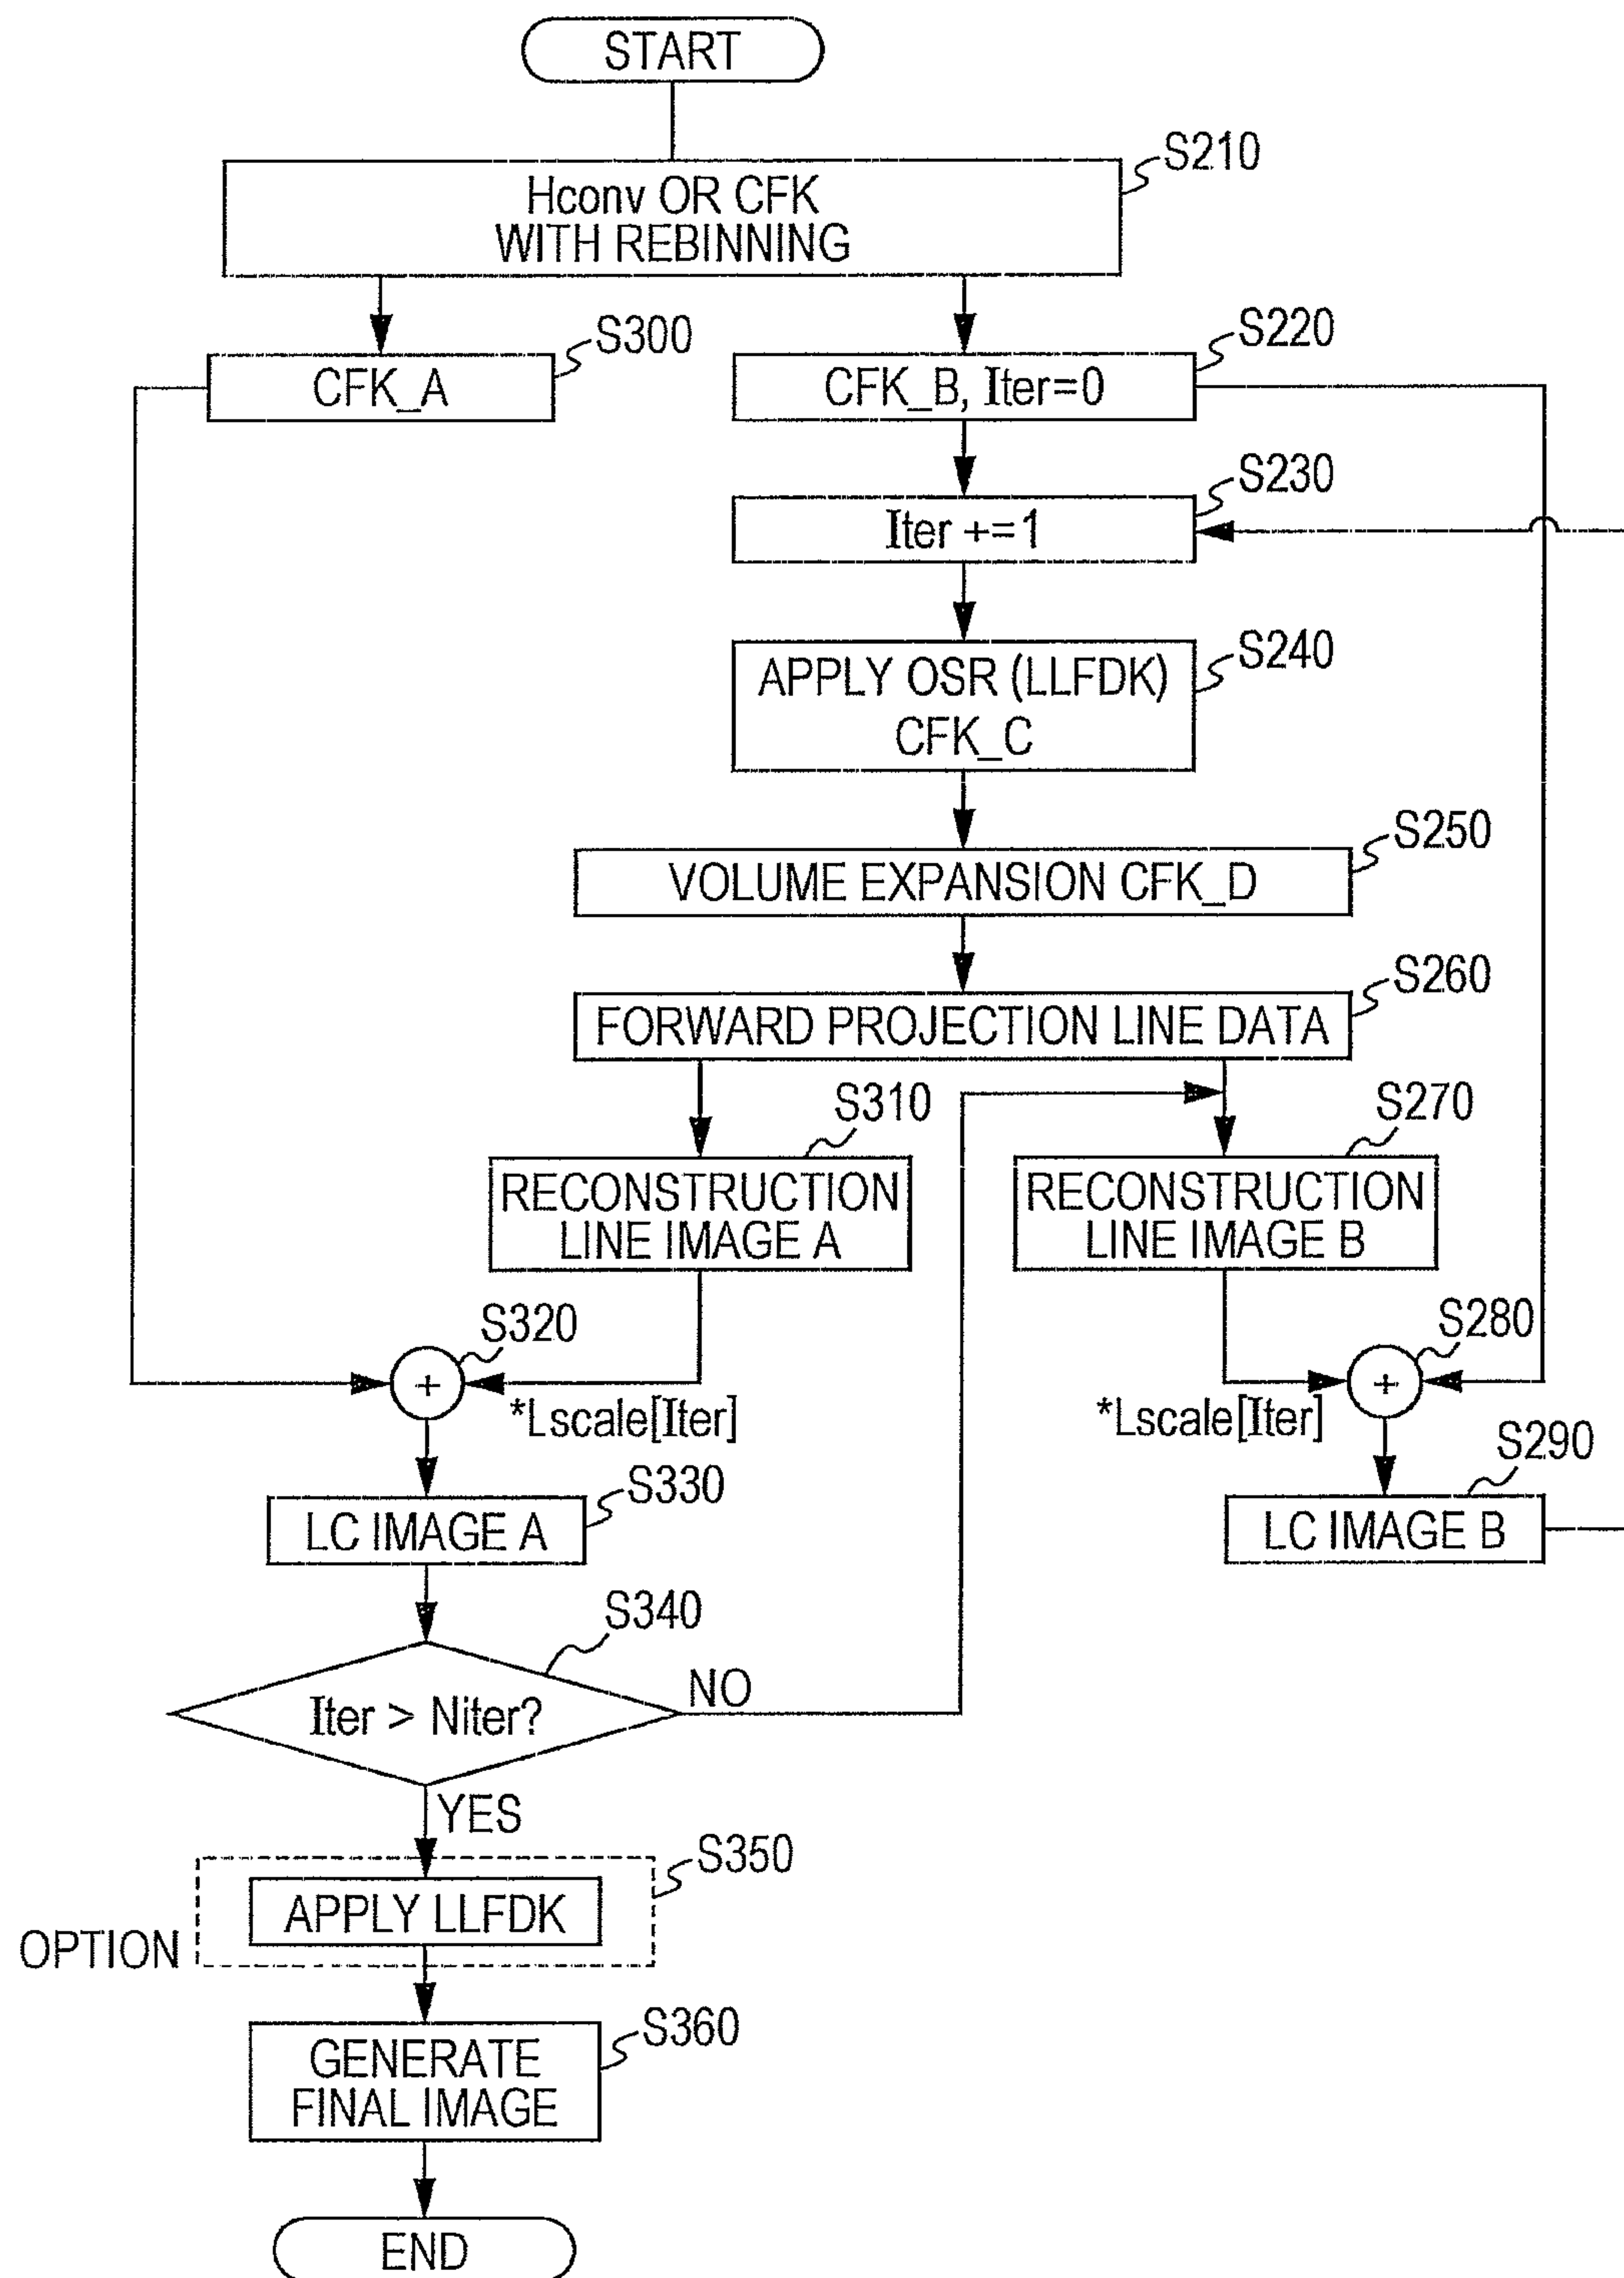 START
S210
Hconv OR CFK
WITH REBINNING
S300
CFK_A
S220
CFK_B, Iter=0
S230
Iter +=1
S240
APPLY OSR (LLFDK)
CFK_C
S250
VOLUME EXPANSION CFK_D
S260
FORWARD PROJECTION LINE DATA
S310
RECONSTRUCTION
LINE IMAGE A
S270
RECONSTRUCTION
LINE IMAGE B
S320
+
*Lscale[Iter]
S280
+
*Lscale[Iter]
S330
LC IMAGE A
S290
LC IMAGE B
S340
Iter > Niter?
NO
YES
S350
APPLY LLFDK
OPTION
S360
GENERATE
FINAL IMAGE
END